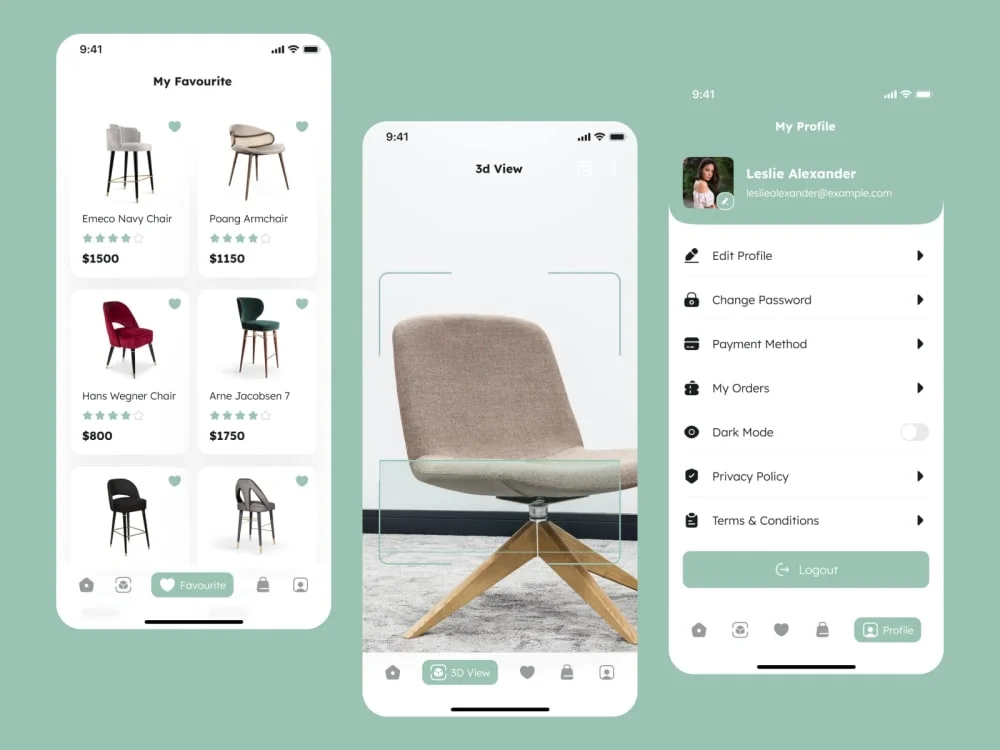 9:41
My Favourite
Emeco Navy Chair
$1500
Poang Armchair
$1150
Hans Wegner Chair
$800
Arne Jacobsen 7
$1750
Favourite
9:41
3d View
3D View
9:41
My Profile
Leslie Alexander
lesliealexander@example.com
Edit Profile
Change Password
Payment Method
My Orders
Dark Mode
Privacy Policy
Terms & Conditions
Logout
Profile